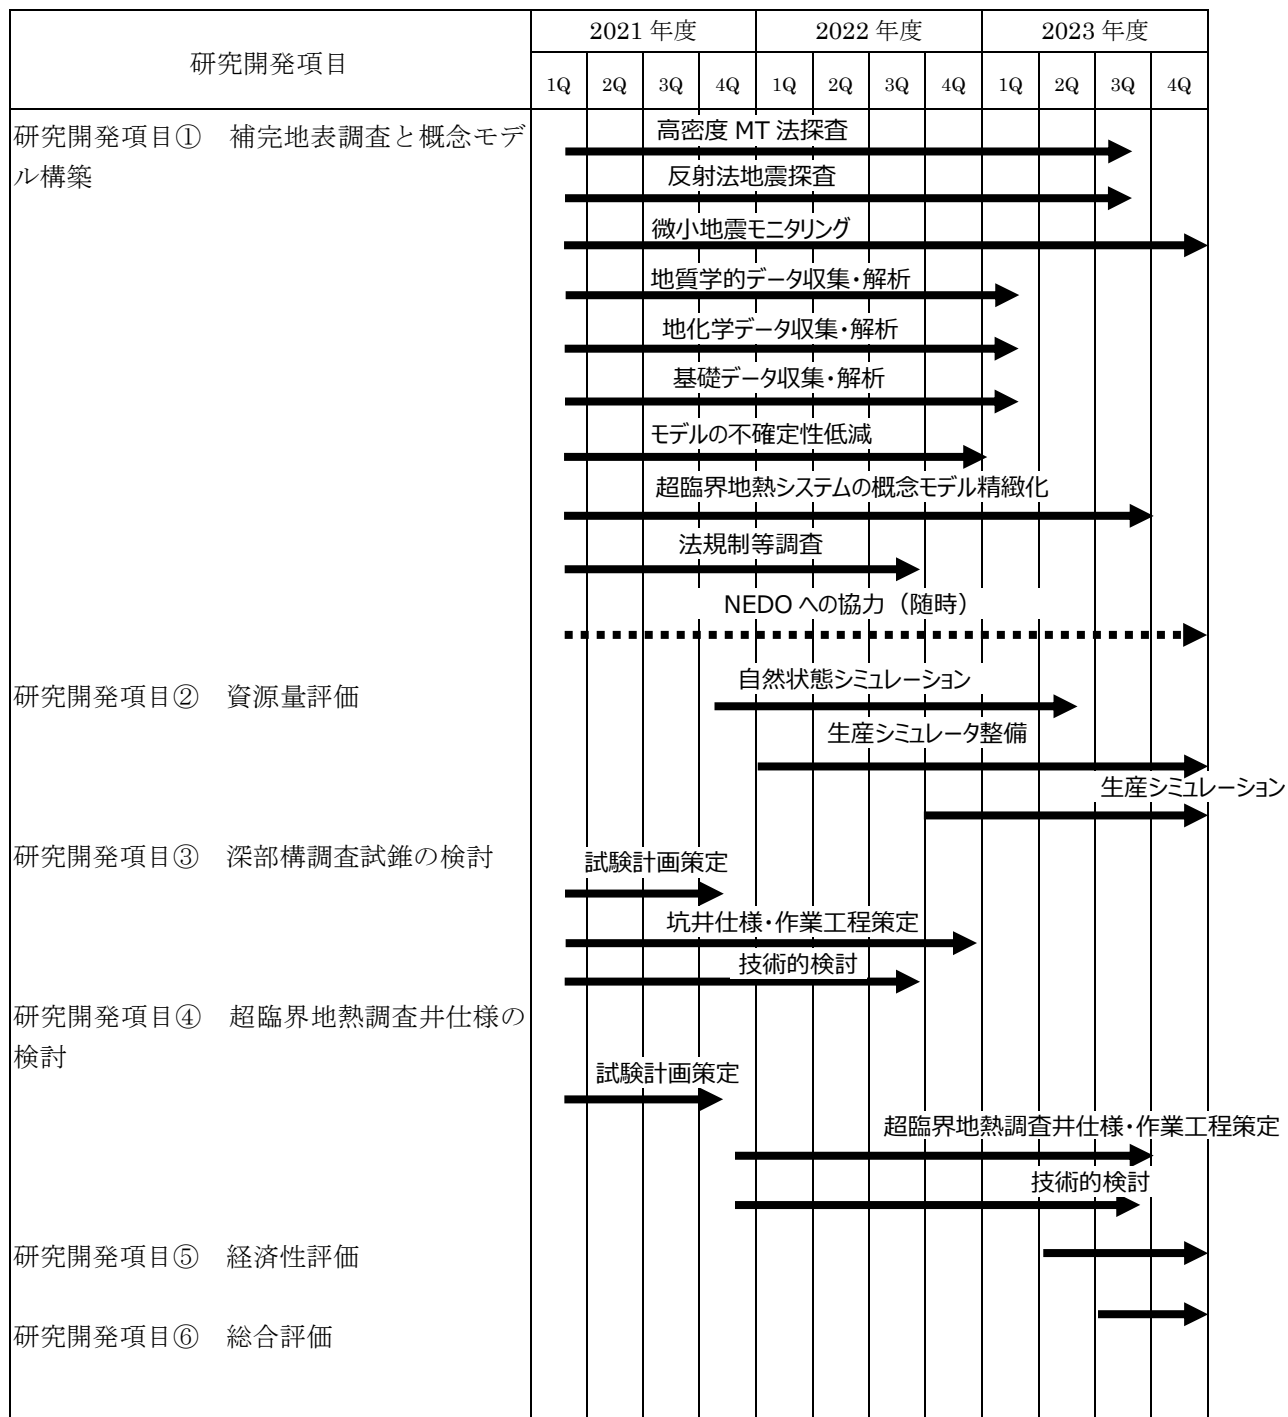 研究開発項目
2021 年度
2022 年度
2023 年度
1Q 2Q 3Q 4Q 1Q 2Q 3Q 4Q 1Q 2Q 3Q 4Q
研究開発項目① 補完地表調査と概念モデ
ル構築
高密度 MT 法探査
反射法地震探査
微小地震モニタリング
地質学的データ収集・解析
地化学データ収集・解析
基礎データ収集・解析
モデルの不確定性低減
超臨界地熱システムの概念モデル精緻化
法規制等調査
NEDO への協力（随時）
研究開発項目② 資源量評価
自然状態シミュレーション
生産シミュレータ整備
生産シミュレーション
研究開発項目③ 深部構調査試錐の検討
試験計画策定
坑井仕様・作業工程策定
技術的検討
研究開発項目④ 超臨界地熱調査井仕様の
検討
試験計画策定
超臨界地熱調査井仕様・作業工程策定
技術的検討
研究開発項目⑤ 経済性評価
研究開発項目⑥ 総合評価